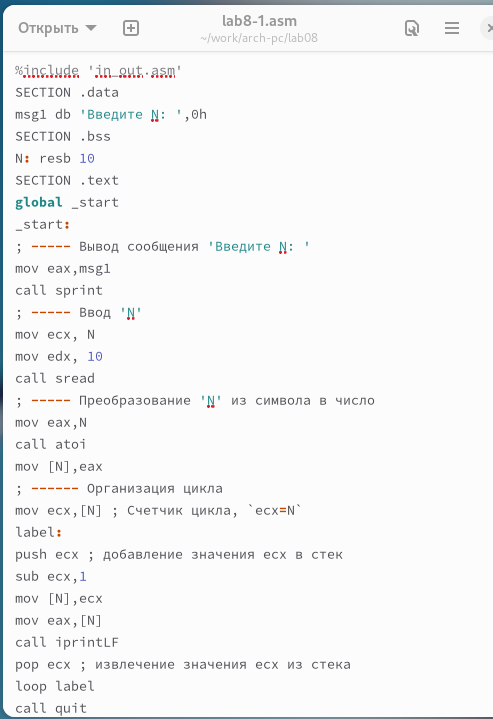 Открыть
lab8-1.asm
~/work/arch-pc/lab08
%include 'in_out.asm'
SECTION .data
msg1 db 'Введите N: ',0h
SECTION .bss
N: resb 10
SECTION .text
global _start
_start:
; ----- Вывод сообщения 'Введите N: '
mov eax,msg1
call sprint
; ----- Ввод 'N'
mov ecx, N
mov edx, 10
call sread
; ----- Преобразование 'N' из символа в число
mov eax,N
call atoi
mov [N],eax
; ------ Организация цикла
mov ecx,[N] ; Счетчик цикла, `ecx=N`
label:
push ecx ; добавление значения ecx в стек
sub ecx,1
mov [N],ecx
mov eax,[N]
call iprintLF
pop ecx ; извлечение значения ecx из стека
loop label
call quit